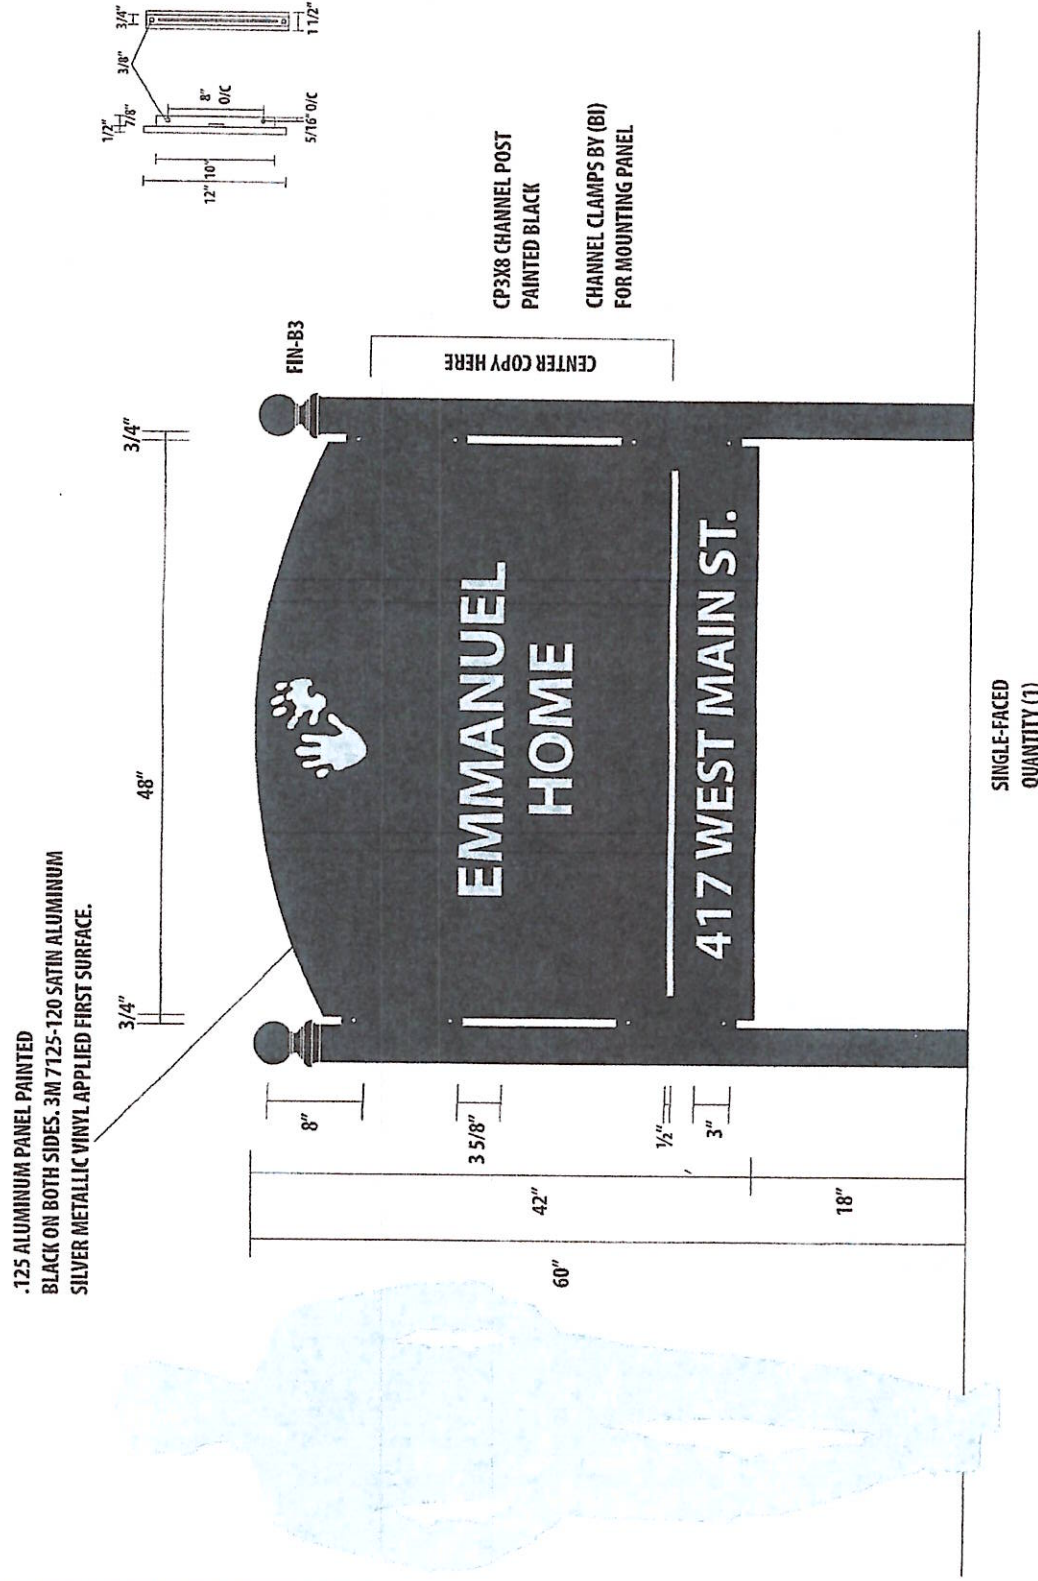 .125 ALUMINUM PANEL PAINTED
BLACK ON BOTH SIDES. 3M 7125-120 SATIN ALUMINUM
SILVER METALLIC VINYL APPLIED FIRST SURFACE.
3/4"
48"
3/4"
FIN-B3
8"
3 5/8"
½"
3"
42"
18"
60"
EMMANUEL
HOME
417 WEST MAIN ST.
CENTER COPY HERE
CP3X8 CHANNEL POST
PAINTED BLACK
CHANNEL CLAMPS BY (BI)
FOR MOUNTING PANEL
1/2"
7/8"
3/8"
3/4"
12"
10"
8"
O/C
5/16" O/C
1 1/2"
SINGLE-FACED
QUANTITY (1)